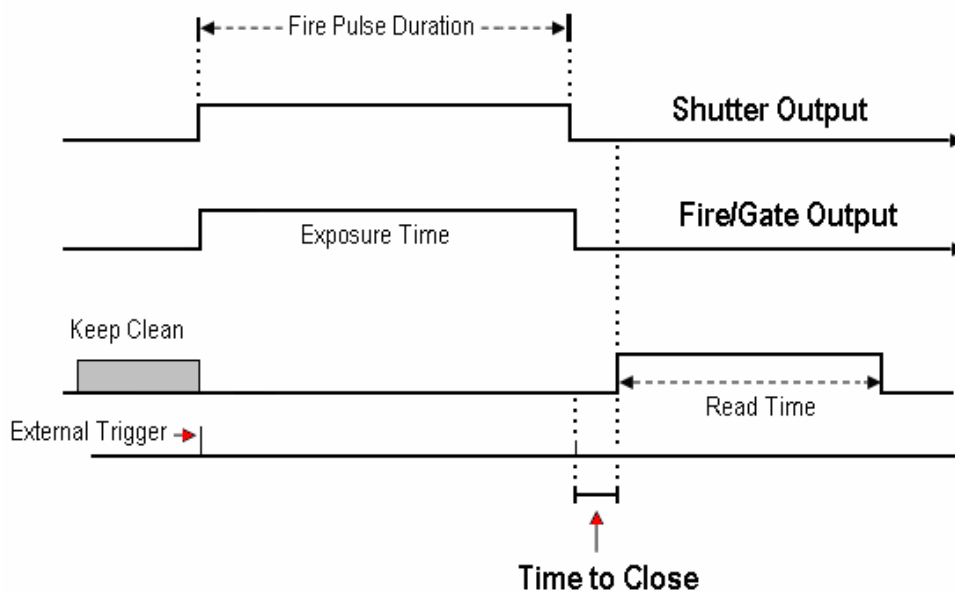 Fire Pulse Duration
Shutter Output
Fire/Gate Output
Exposure Time
Keep Clean
Read Time
External Trigger
Time to Close